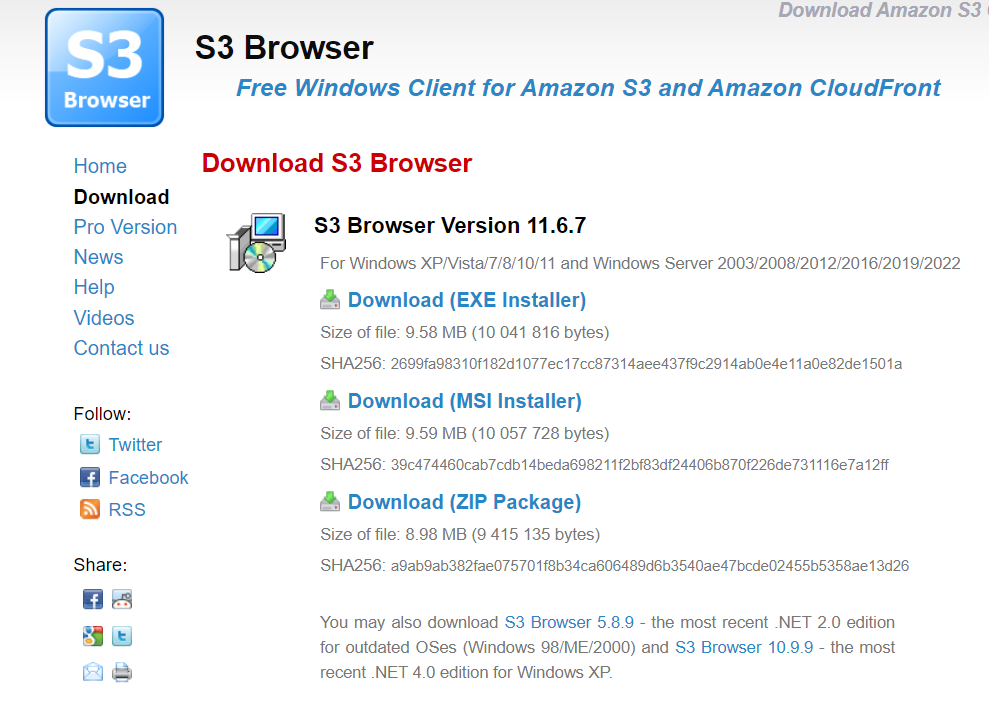 Download Amazon S3
S3
Browser
S3 Browser
Free Windows Client for Amazon S3 and Amazon CloudFront
Home
Download
Pro Version
News
Help
Videos
Contact us
Follow:
Twitter
Facebook
RSS
Share:
Download S3 Browser
S3 Browser Version 11.6.7
For Windows XP/Vista/7/8/10/11 and Windows Server 2003/2008/2012/2016/2019/2022
Download (EXE Installer)
Size of file: 9.58 MB (10 041 816 bytes)
SHA256: 2699fa98310f182d1077ec17cc87314aee437f9c2914ab0e4e11a0e82de1501a
Download (MSI Installer)
Size of file: 9.59 MB (10 057 728 bytes)
SHA256: 39c474460cab7cdb14beda698211f2bf83df24406b870f226de731116e7a12ff
Download (ZIP Package)
Size of file: 8.98 MB (9 415 135 bytes)
SHA256: a9ab9ab382fae075701f8b34ca606489d6b3540ae47bcde02455b5358ae13d26
You may also download S3 Browser 5.8.9 - the most recent .NET 2.0 edition
for outdated OSes (Windows 98/ME/2000) and S3 Browser 10.9.9 - the most
recent .NET 4.0 edition for Windows XP.